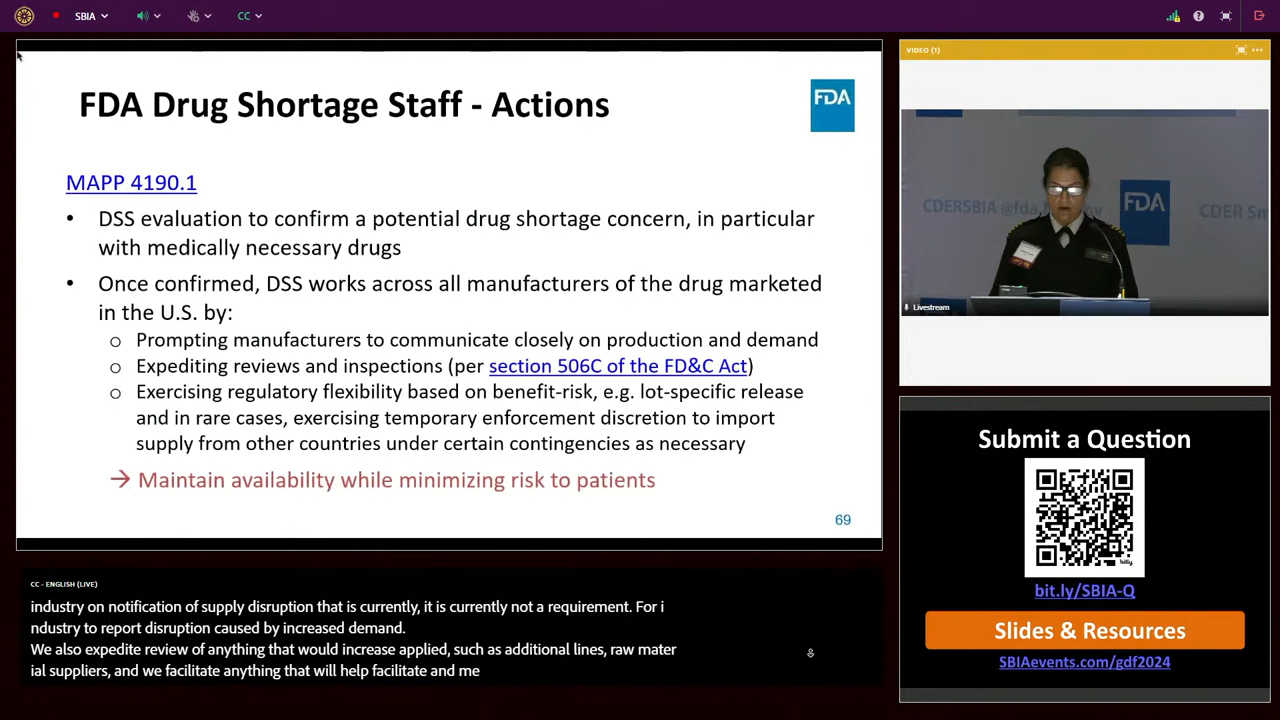 SBIA
CC
FDA Drug Shortage Staff - Actions
FDA
MAPP 4190.1
• DSS evaluation to confirm a potential drug shortage concern, in particular
with medically necessary drugs
• Once confirmed, DSS works across all manufacturers of the drug marketed
in the U.S. by:
o Prompting manufacturers to communicate closely on production and demand
o Expediting reviews and inspections (per section 506C of the FD&C Act)
o Exercising regulatory flexibility based on benefit-risk, e.g. lot-specific release
and in rare cases, exercising temporary enforcement discretion to import
supply from other countries under certain contingencies as necessary
→ Maintain availability while minimizing risk to patients
69
CC - ENGLISH (LIVE)
industry on notification of supply disruption that is currently, it is currently not a requirement. For i
ndustry to report disruption caused by increased demand.
We also expedite review of anything that would increase applied, such as additional lines, raw mater
ial suppliers, and we facilitate anything that will help facilitate and me
VIDEO (1)
CDERSBIA @fda
FDA
CDER
Livestream
Submit a Question
bitly
bit.ly/SBIA-Q
Slides & Resources
SBIAevents.com/gdf2024